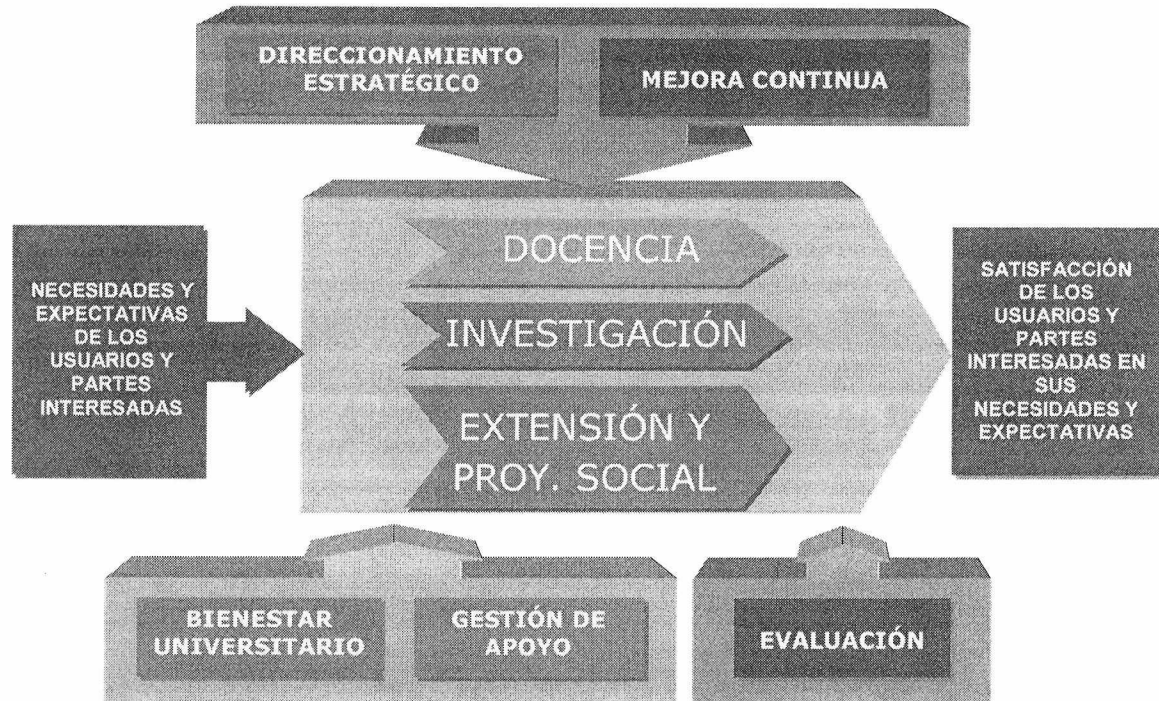 DIRECCIONAMIENTO
ESTRATÉGICO
MEJORA CONTINUA
NECESIDADES Y
EXPECTATIVAS
DE LOS
USUARIOS Y
PARTES
INTERESADAS
DOCENCIA
INVESTIGACIÓN
EXTENSIÓN Y
PROY. SOCIAL
SATISFACCIÓN
DE LOS
USUARIOS Y
PARTES
INTERESADAS EN
SUS
NECESIDADES Y
EXPECTATIVAS
BIENESTAR
UNIVERSITARIO
GESTIÓN DE
APOYO
EVALUACIÓN